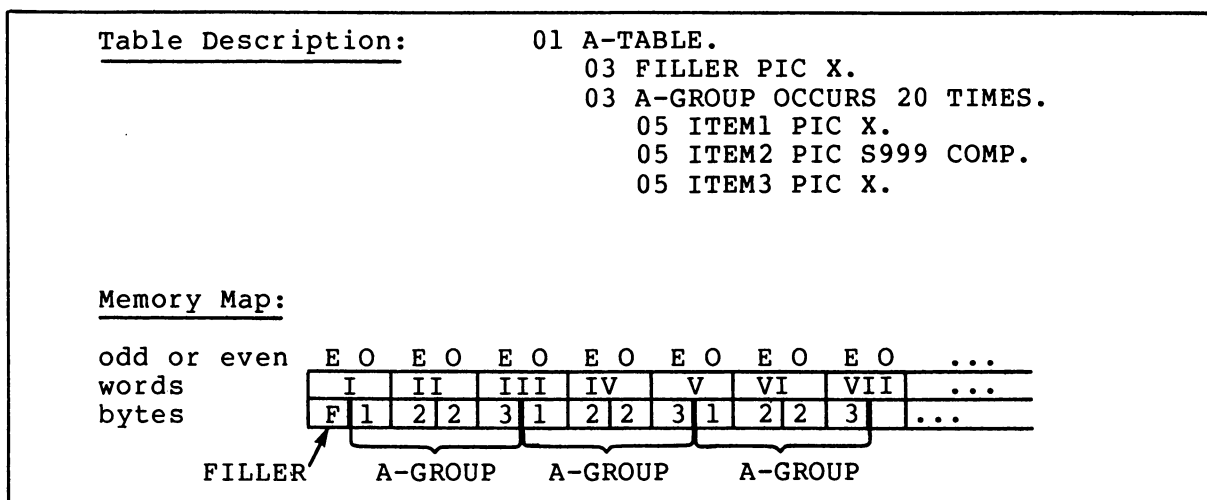 Table Description: 01 A-TABLE.
03 FILLER PIC X.
03 A-GROUP OCCURS 20 TIMES.
05 ITEM1 PIC X.
05 ITEM2 PIC S999 COMP.
05 ITEM3 PIC X.
Memory Map:
odd or even E O E O E O E O E O E O E O ...
words I II III IV V VI VII ...
bytes F 1 2 2 3 1 2 2 3 1 2 2 3 ...
FILLER A-GROUP A-GROUP A-GROUP